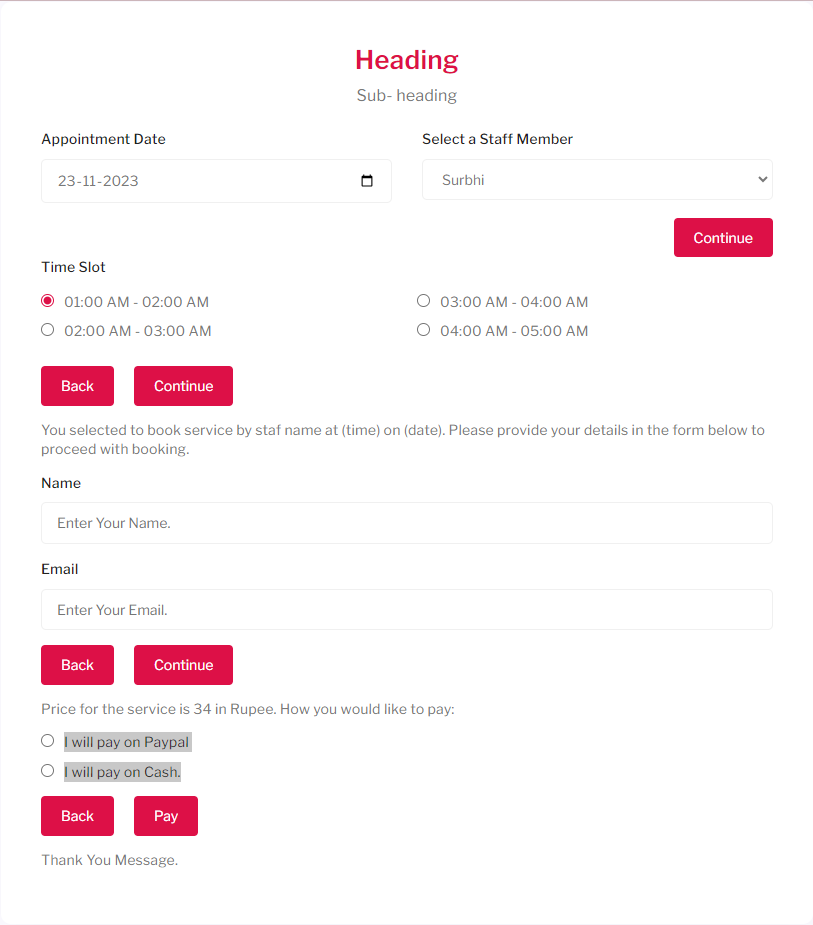 Heading
Sub- heading
Appointment Date
Select a Staff Member
23-11-2023
Surbhi
Continue
Time Slot
01:00 AM - 02:00 AM
03:00 AM - 04:00 AM
02:00 AM - 03:00 AM
04:00 AM - 05:00 AM
Back
Continue
You selected to book service by staf name at (time) on (date). Please provide your details in the form below to
proceed with booking.
Name
Enter Your Name.
Email
Enter Your Email.
Back
Continue
Price for the service is 34 in Rupee. How you would like to pay:
I will pay on Paypal
I will pay on Cash.
Back
Pay
Thank You Message.